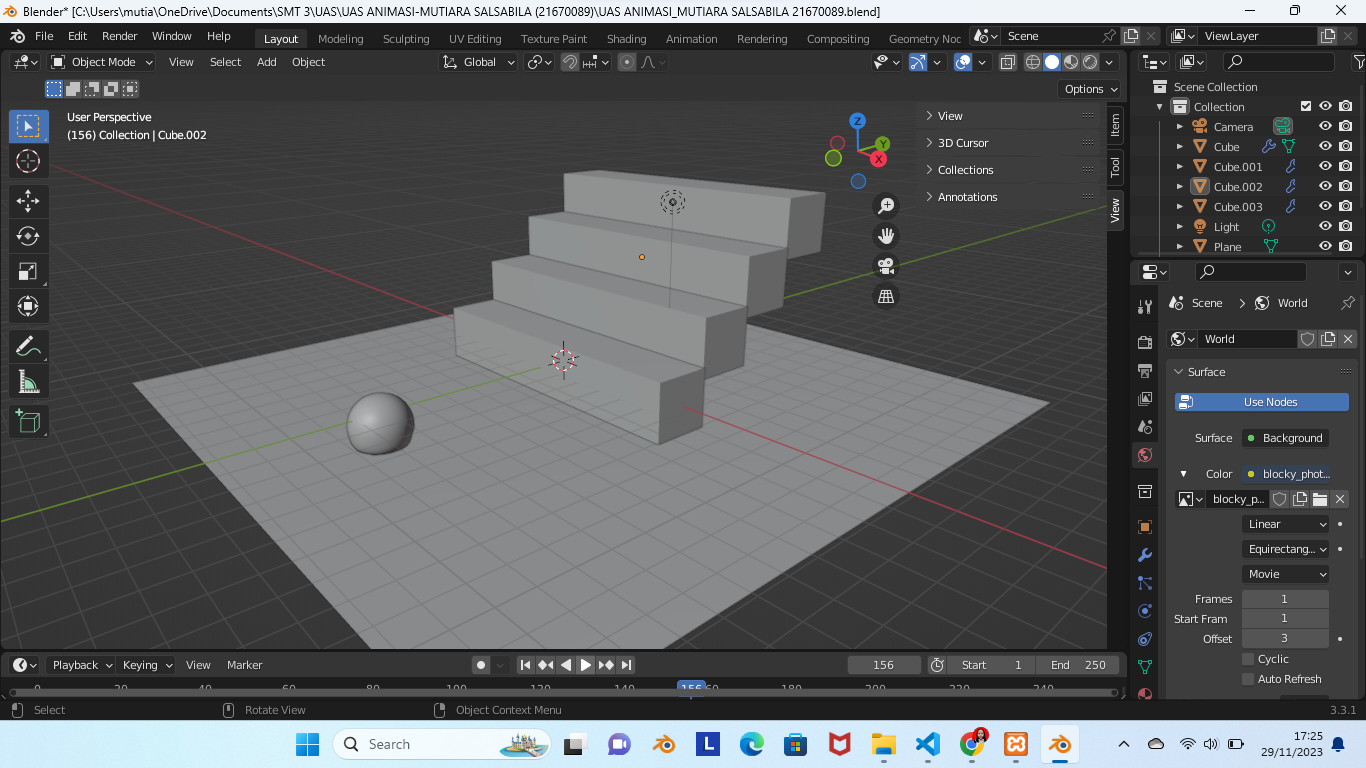 Blender* [C:\Users\mutia\OneDrive\Documents\SMT 3\UAS\UAS ANIMASI-MUTIARA SALSABILA (21670089)\UAS ANIMASI_MUTIARA SALSABILA 21670089.blend]
File Edit Render Window Help Layout Modeling Sculpting UV Editing Texture Paint Shading Animation Rendering Compositing Geometry Noc Scene ViewLayer
Object Mode View Select Add Object Global
Options
User Perspective
(156) Collection | Cube.002
Z
Y
X
View
3D Cursor
Collections
Annotations
Item
Tool
View
Scene Collection
Collection
Camera
Cube
Cube.001
Cube.002
Cube.003
Light
Plane
Scene > World
World
Surface
Use Nodes
Surface Background
Color blocky_phot...
blocky_p...
Linear
Equirectang...
Movie
Frames 1
Start Fram 1
Offset 3
Cyclic
Auto Refresh
Playback Keying View Marker 156 Start 1 End 250
0 20 40 60 80 100 120 140 156 160 180 200 220 240
Select Rotate View Object Context Menu 3.3.1
Search
L
17:25
29/11/2023